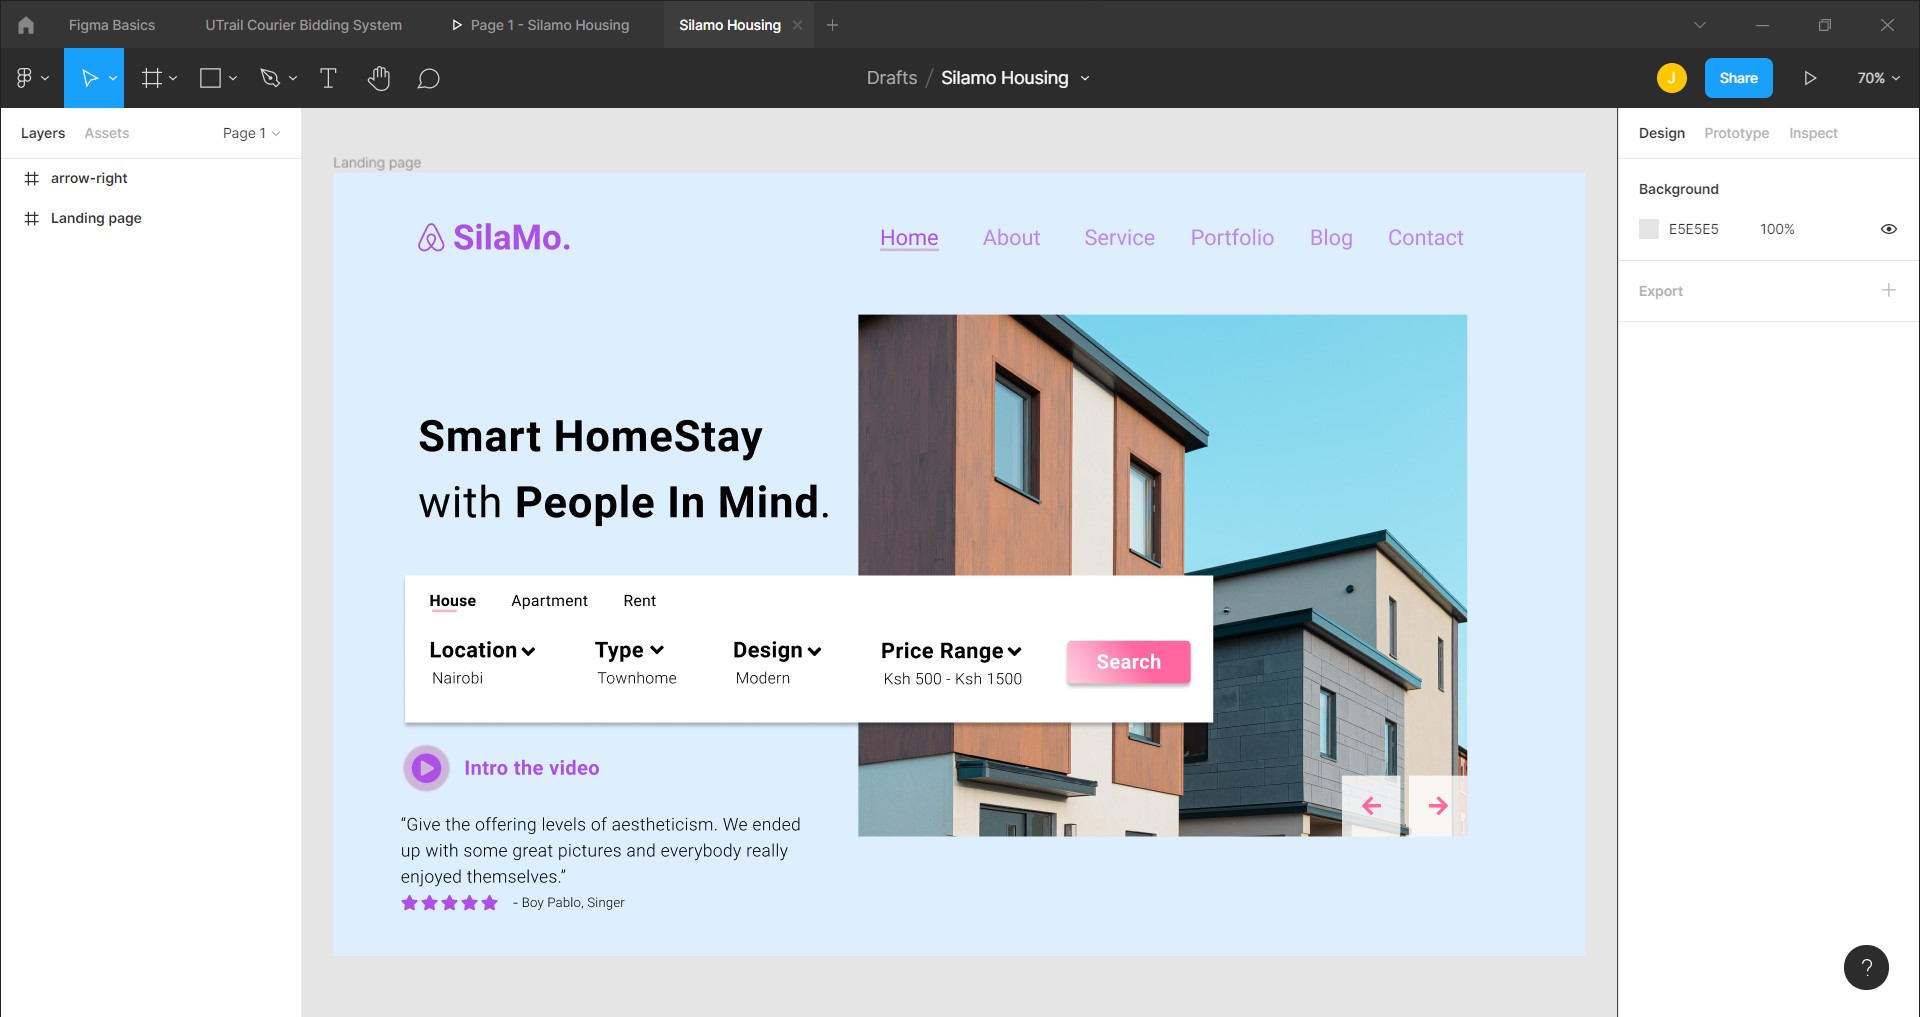 Figma Basics
UTrail Courier Bidding System
Page 1 - Silamo Housing
Silamo Housing
Drafts / Silamo Housing
J
Share
70%
Layers
Assets
Page 1
arrow-right
Landing page
Landing page
SilaMo.
Home
About
Service
Portfolio
Blog
Contact
Smart HomeStay
with People In Mind.
House
Apartment
Rent
Location
Type
Design
Price Range
Search
Nairobi
Townhome
Modern
Ksh 500 - Ksh 1500
Intro the video
“Give the offering levels of aestheticism. We ended
up with some great pictures and everybody really
enjoyed themselves.”
- Boy Pablo, Singer
Design
Prototype
Inspect
Background
E5E5E5
100%
Export
?